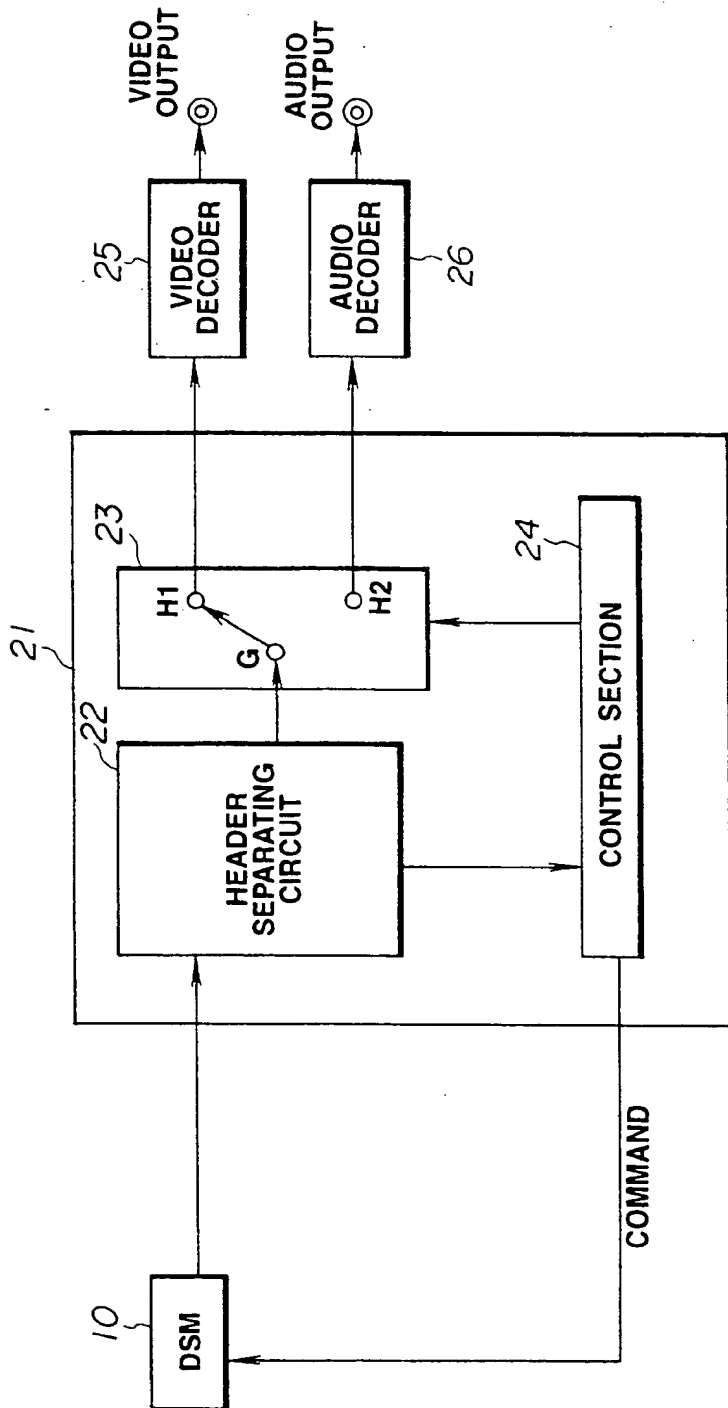 10
DSM
COMMAND
21
22
HEADER
SEPARATING
CIRCUIT
23
G
H1
H2
24
CONTROL SECTION
25
VIDEO
DECODER
VIDEO
OUTPUT
26
AUDIO
DECODER
AUDIO
OUTPUT